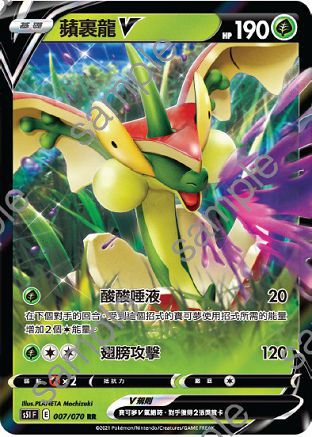 基礎
蘋裹龍V
HP 190
sample
酸酸唾液 20
在下個對手的回合，受到這個招式的寶可夢使用招式所需的能量
增加2個能量。
翅膀攻擊 120
弱點 ×2 抵抗力 撤退
V規則
寶可夢V氣絕時，對手獲得2張獎賞卡。
Illus. PLANETA Mochizuki
S5I F E 007/070 RR
©2021 Pokémon/Nintendo/Creatures/GAME FREAK.